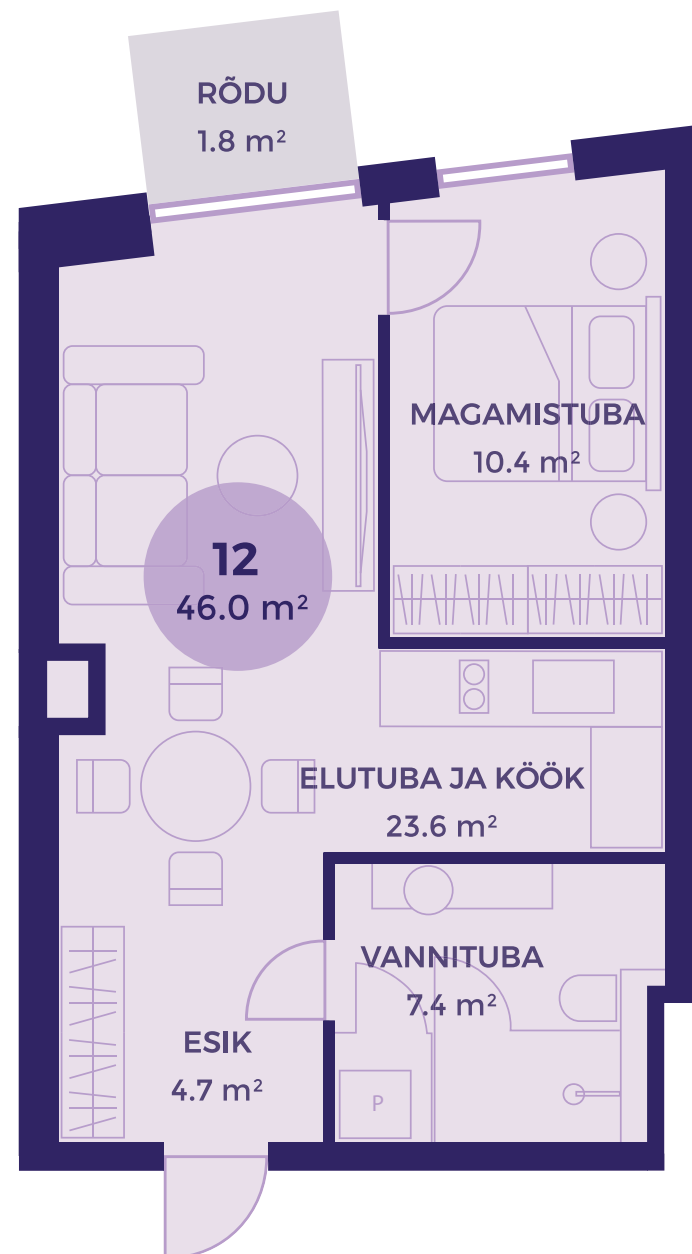 RÕDU
1.8 m²
MAGAMISTUBA
10.4 m²
12
46.0 m²
ELUTUBA JA KÖÖK
23.6 m²
VANNITUBA
7.4 m²
ESIK
4.7 m²
P